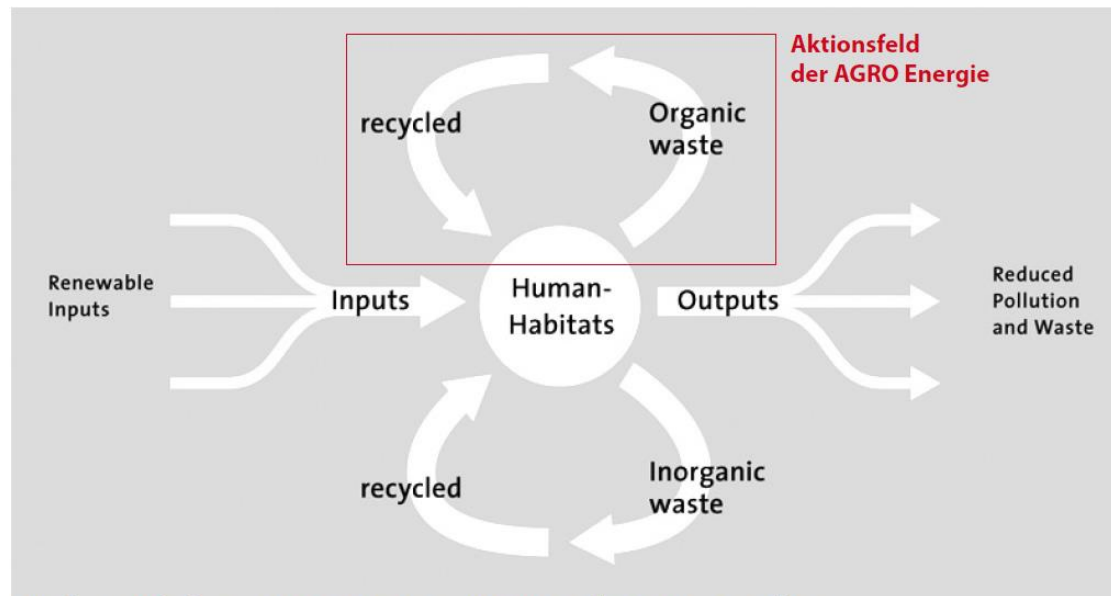 Aktionsfeld
der AGRO Energie
recycled
Organic
waste
Renewable
Inputs
Inputs
Human-
Habitats
Outputs
Reduced
Pollution
and Waste
recycled
Inorganic
waste